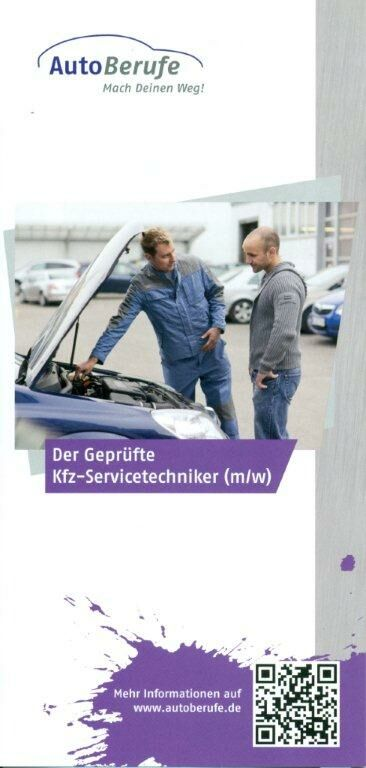 AutoBerufe
Mach Deinen Weg!
Der Geprüfte
Kfz-Servicetechniker (m/w)
Mehr Informationen auf
www.autoberufe.de